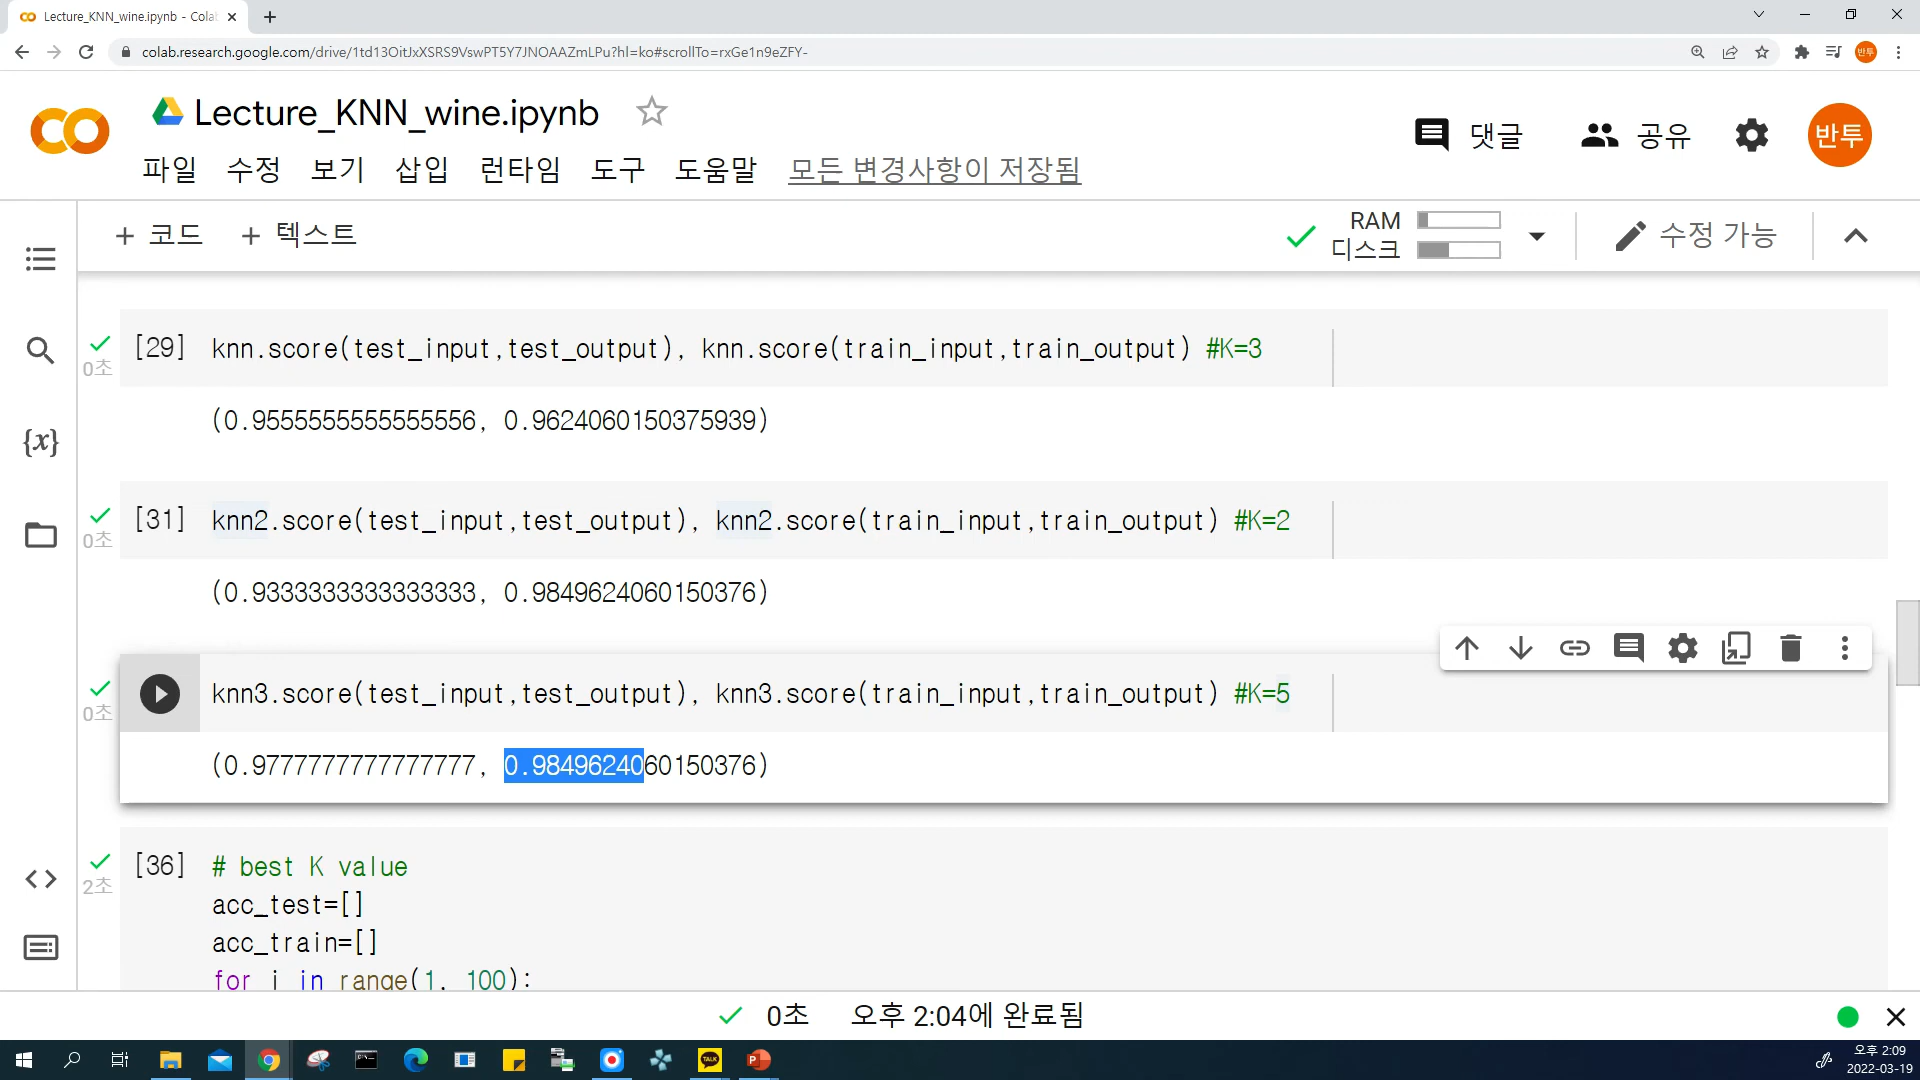 Lecture_KNN_wine.ipynb - Cola
colab.research.google.com/drive/1td13OitJxXSRS9VswPT5Y7JNOAAZmLPu?hl=ko#scrollTo=rxGe1n9eZFY-
반투
Lecture_KNN_wine.ipynb
댓글
공유
반투
파일 수정 보기 삽입 런타임 도구 도움말 모든 변경사항이 저장됨
+ 코드 + 텍스트
RAM
디스크
수정 가능
[29] knn.score(test_input,test_output), knn.score(train_input,train_output) #K=3
0초
(0.9555555555555556, 0.9624060150375939)
{x}
[31] knn2.score(test_input,test_output), knn2.score(train_input,train_output) #K=2
0초
(0.9333333333333333, 0.9849624060150376)
knn3.score(test_input,test_output), knn3.score(train_input,train_output) #K=5
0초
(0.9777777777777777, 0.9849624060150376)
[36] # best K value
2초
acc_test=[]
acc_train=[]
for i in range(1, 100):
0초 오후 2:04에 완료됨
TALK
오후 2:09
2022-03-19